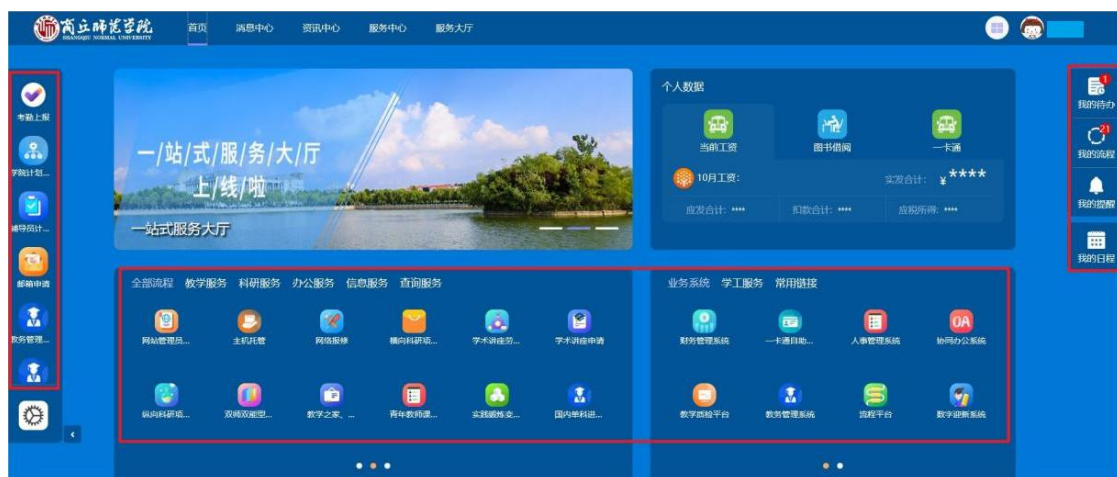 商丘师范学院
SHANGQIU NORMAL UNIVERSITY
首页 消息中心 资讯中心 服务中心 服务大厅
考勤上报
学院计划...
辅导员计...
邮箱申请
教务管理...
一/站/式/服/务/大/厅
上/线/啦
一站式服务大厅
个人数据
当前工资 图书借阅 一卡通
10月工资: 实发合计: ¥****
应发合计: **** 扣款合计: **** 应税所得: ****
1
我的待办
21
我的流程
我的提醒
我的日程
全部流程 教学服务 科研服务 办公服务 信息服务 查询服务
网站管理员... 主机托管 网络报修 横向科研项... 学术讲座劳... 学术讲座申请
纵向科研项... 双师双能型... 教学之家、... 青年教师课... 实践锻炼变... 国内单科进...
业务系统 学工服务 常用链接
财务管理系统 一卡通自助... 人事管理系统 OA 协同办公系统
教学质检平台 教务管理系统 流程平台 数字迎新系统